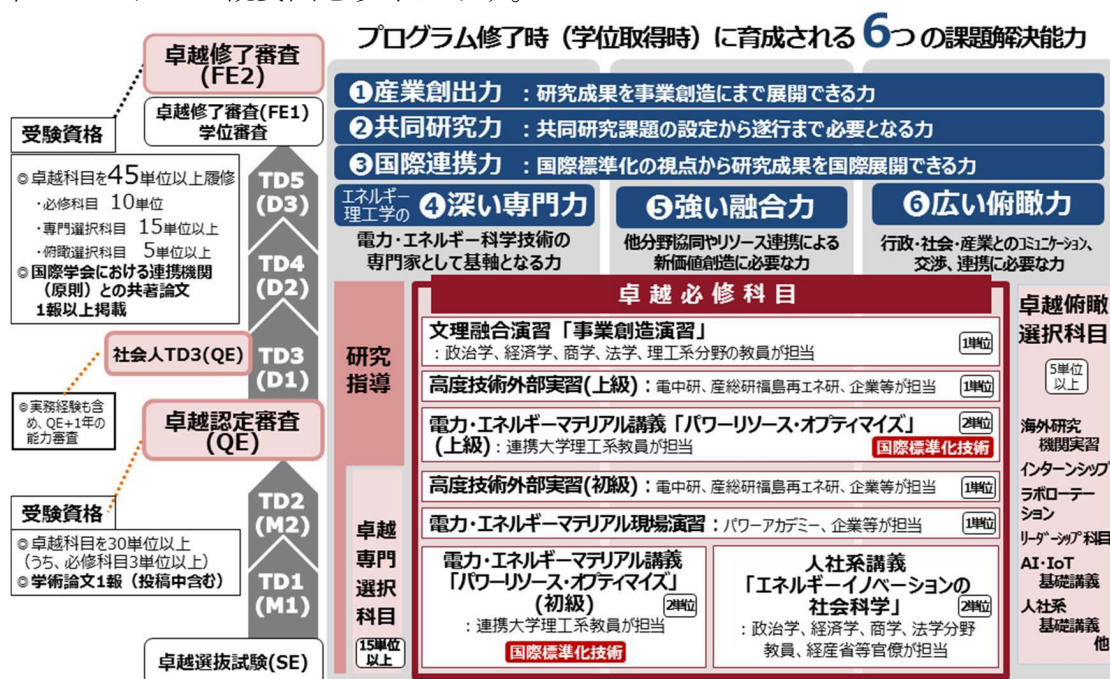 プログラム修了時（学位取得時）に育成される６つの課題解決能力
卓越修了審査
(FE2)
卓越修了審査(FE1)
学位審査
受験資格
◎卓越科目を45単位以上履修
・必修科目 10単位
・専門選択科目 15単位以上
・俯瞰選択科目 5単位以上
◎国際学会における連携機関
（原則）との共著論文
1報以上掲載
TD5
(D3)
TD4
(D2)
TD3
(D1)
社会人TD3(QE)
◎実務経験も含
め、QE+1年の
能力審査
卓越認定審査
(QE)
TD2
(M2)
TD1
(M1)
受験資格
◎卓越科目を30単位以上
（うち、必修科目3単位以上）
◎学術論文1報（投稿中含む）
卓越選抜試験(SE)
❶産業創出力 ：研究成果を事業創造にまで展開できる力
❷共同研究力 ：共同研究課題の設定から遂行まで必要となる力
❸国際連携力 ：国際標準化の視点から研究成果を国際展開できる力
エネルギー
理工学の ❹深い専門力
電力・エネルギー科学技術の
専門家として基軸となる力
❺強い融合力
他分野協同やリソース連携による
新価値創造に必要な力
❻広い俯瞰力
行政・社会・産業とのコミュニケーション、
交渉、連携に必要な力
研究
指導
卓越
専門
選択
科目
15単位
以上
卓越必修科目
文理融合演習「事業創造演習」
：政治学、経済学、商学、法学、理工系分野の教員が担当 1単位
高度技術外部実習(上級)：電中研、産総研福島再エネ研、企業等が担当 1単位
電力・エネルギーマテリアル講義「パワーリソース・オプティマイズ」 2単位
(上級)：連携大学理工系教員が担当 国際標準化技術
高度技術外部実習(初級)：電中研、産総研福島再エネ研、企業等が担当 1単位
電力・エネルギーマテリアル現場演習：パワーアカデミー、企業等が担当 1単位
電力・エネルギーマテリアル講義
「パワーリソース・オプティマイズ」
(初級) 2単位
：連携大学理工系教員が担当
国際標準化技術
人社系講義
「エネルギーイノベーションの
社会科学」 2単位
：政治学、経済学、商学、法学分野
教員、経産省等官僚が担当
卓越俯瞰
選択科目
5単位
以上
海外研究
機関実習
インターンシップ
ラボローテー
ション
リーダーシップ科目
AI・IoT
基礎講義
人社系
基礎講義
他